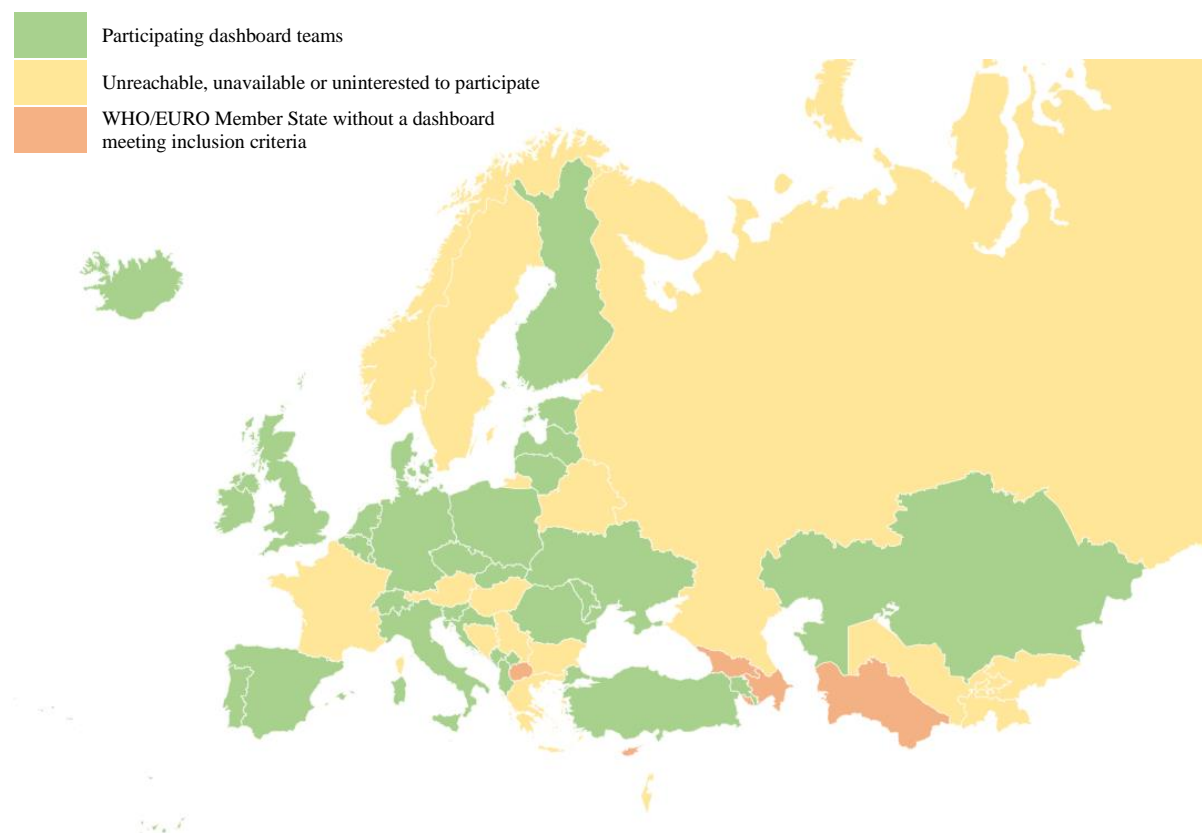 Participating dashboard teams
Unreachable, unavailable or uninterested to participate
WHO/EURO Member State without a dashboard
meeting inclusion criteria